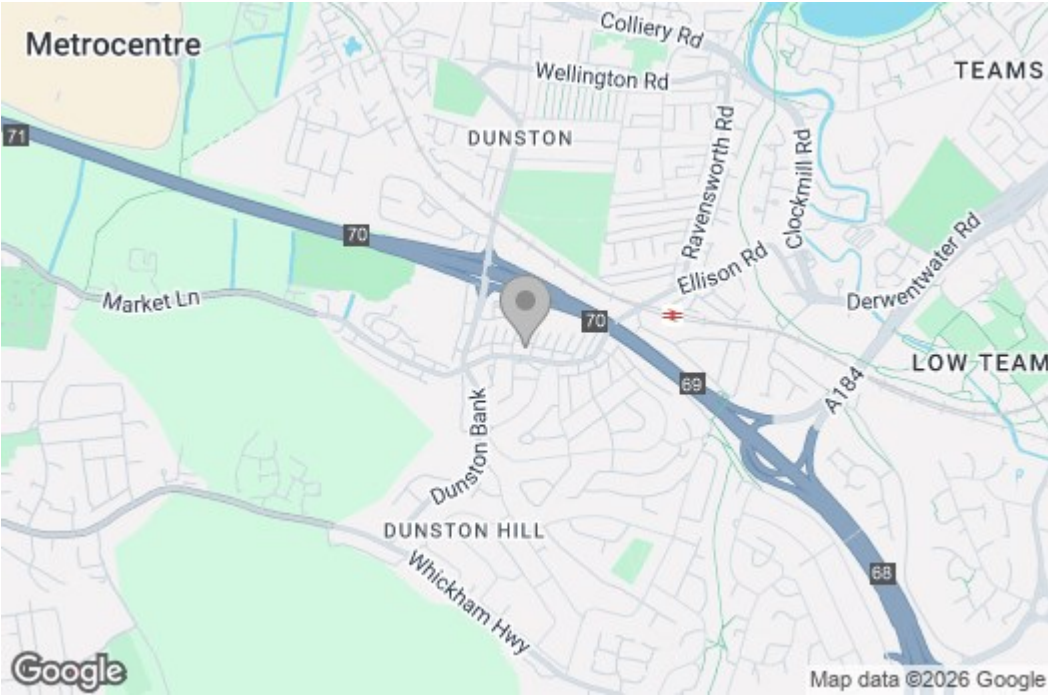 Metrocentre
Colliery Rd
Wellington Rd
TEAMS
71
DUNSTON
Ravensworth Rd
Clockmill Rd
70
Ellison Rd
Derwentwater Rd
Market Ln
70
LOW TEAM
69
A184
Dunston Bank
DUNSTON HILL
Whickham Hwy
68
Google
Map data ©2026 Google